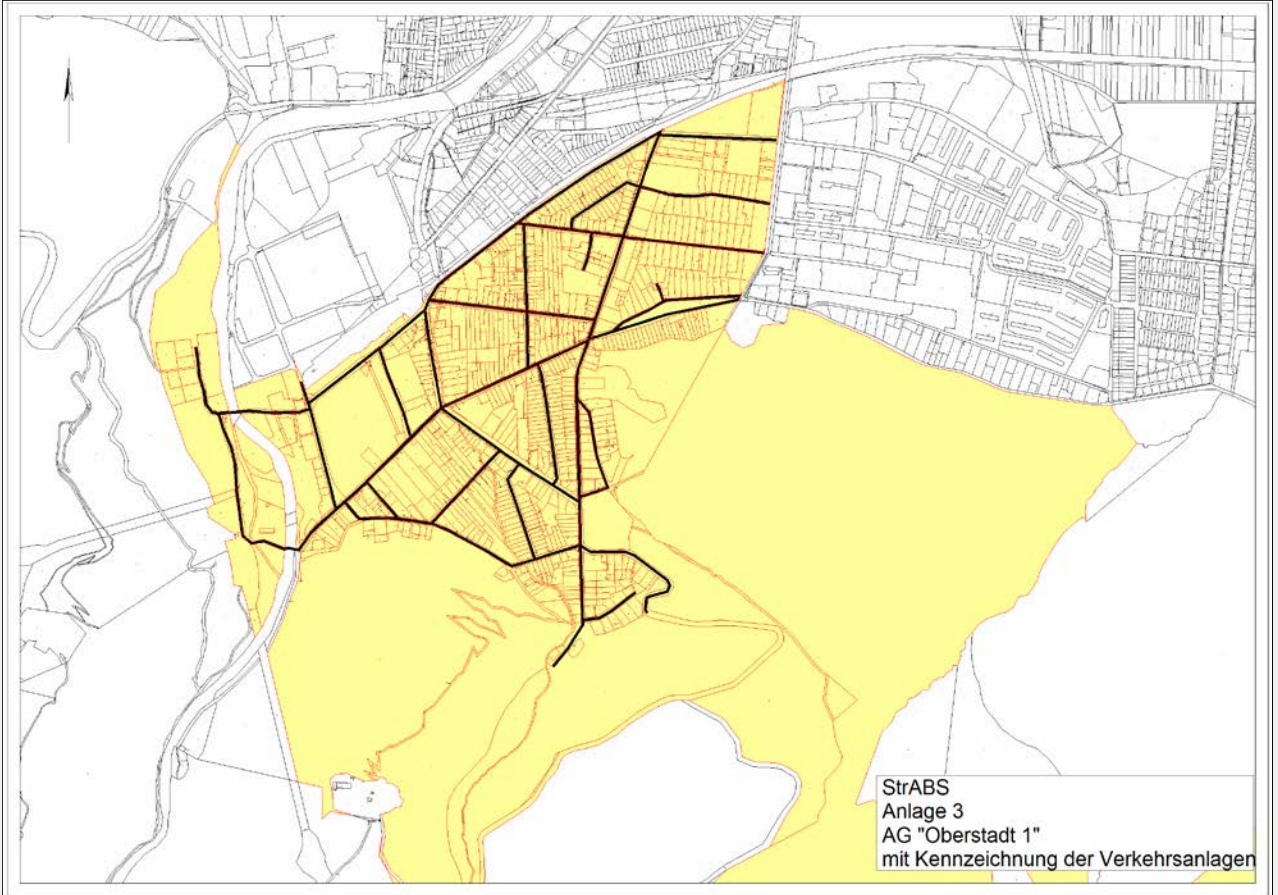 StrABS
Anlage 3
AG "Oberstadt 1"
mit Kennzeichnung der Verkehrsanlagen